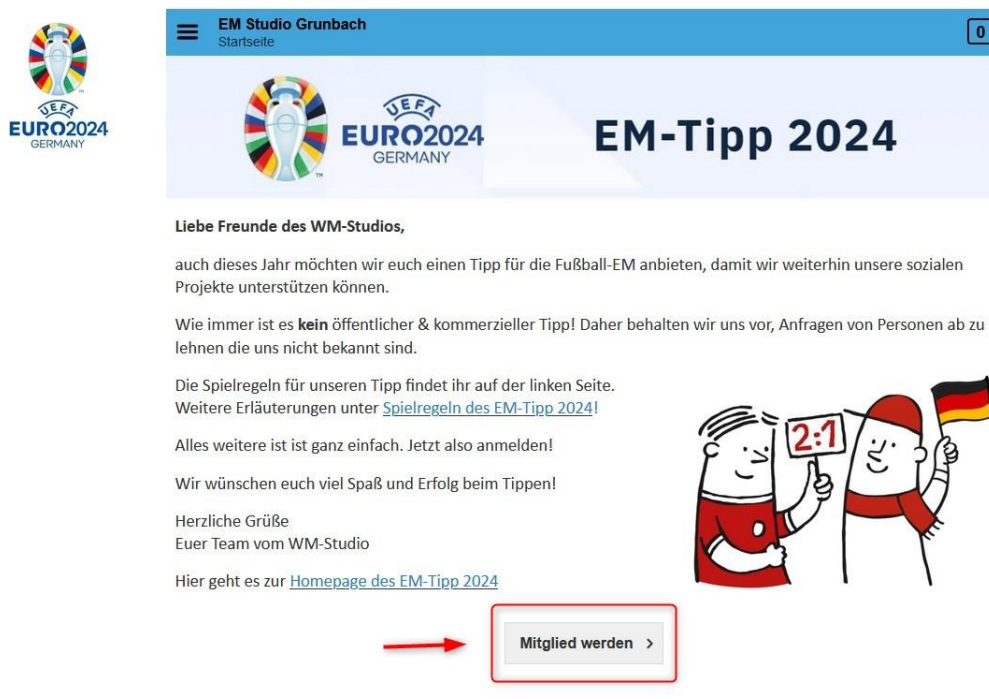 UEFA
EURO2024
GERMANY
EM Studio Grunbach
Startseite
0
UEFA
EURO2024
GERMANY
EM-Tipp 2024
Liebe Freunde des WM-Studios,
auch dieses Jahr möchten wir euch einen Tipp für die Fußball-EM anbieten, damit wir weiterhin unsere sozialen
Projekte unterstützen können.
Wie immer ist es kein öffentlicher & kommerzieller Tipp! Daher behalten wir uns vor, Anfragen von Personen ab zu
lehnen die uns nicht bekannt sind.
Die Spielregeln für unseren Tipp findet ihr auf der linken Seite.
Weitere Erläuterungen unter Spielregeln des EM-Tipp 2024!
2:1
Alles weitere ist ist ganz einfach. Jetzt also anmelden!
Wir wünschen euch viel Spaß und Erfolg beim Tippen!
Herzliche Grüße
Euer Team vom WM-Studio
Hier geht es zur Homepage des EM-Tipp 2024
Mitglied werden >